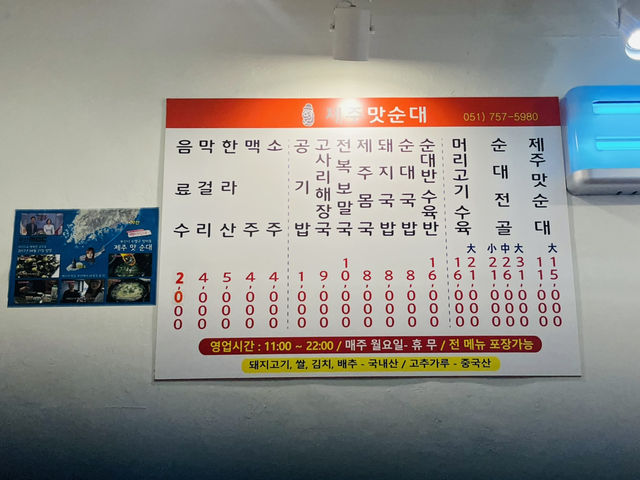 제주맛순대
051) 757-5980
음료수 2,000
막걸리 4,000
한라산 5,000
맥주 4,000
소주 4,000
공기밥 1,000
고사리해장국 9,000
전복보말국 10,000
제주몸국 8,000
돼지국밥 8,000
순대국밥 8,000
순대반수육반 16,000
머리고기수육 大 16,000
순대전골 小 21,000 中 26,000 大 31,000
제주맛순대 11,000 大 15,000
영업시간 : 11:00 ~ 22:00 / 매주 월요일- 휴 무 / 전 메뉴 포장가능
돼지고기, 쌀, 김치, 배추 - 국내산 / 고추가루 - 중국산
제주 맛 순대